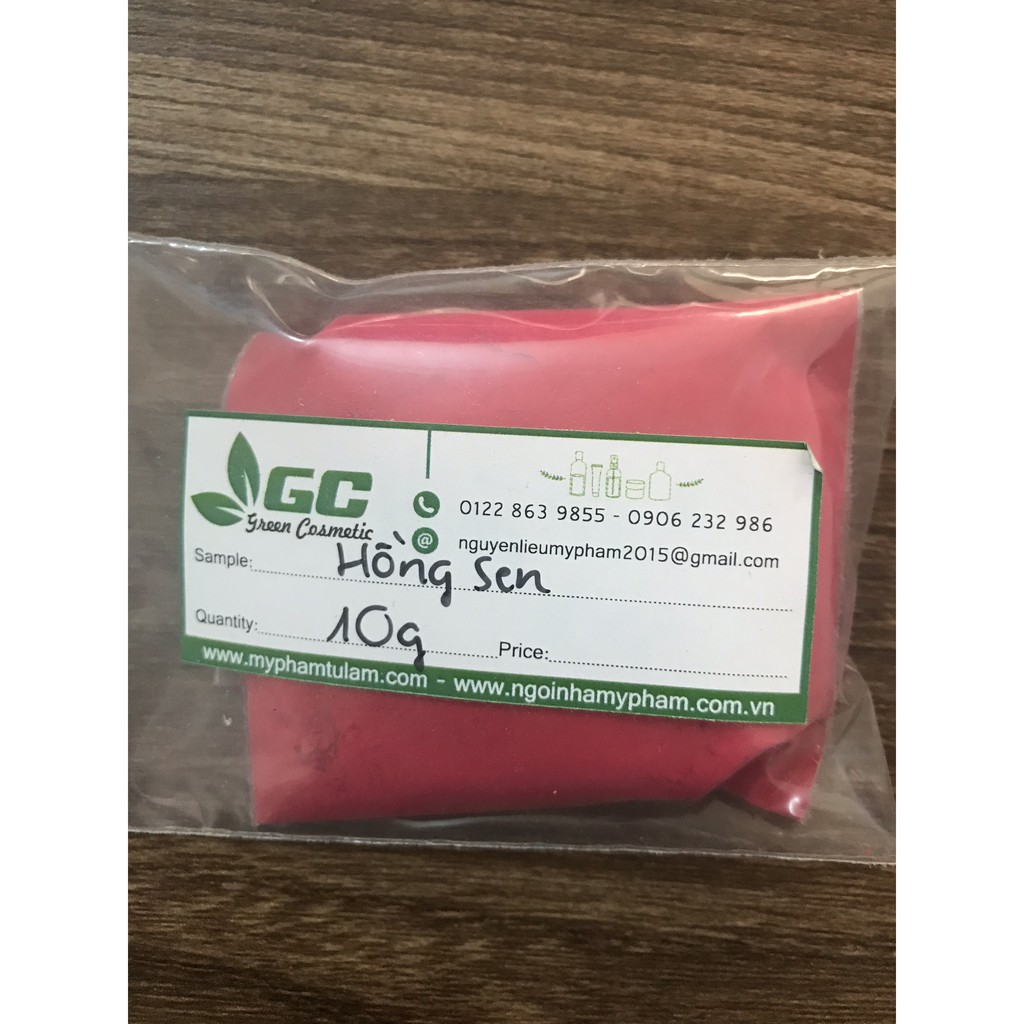 GC
Green Cosmetic
0122 863 9855 - 0906 232 986
@
nguyenlieumypham2015@gmail.com
Sample: Hồng sen
Quantity: 10g Price:
www.myphamtulam.com - www.ngoinhamypham.com.vn